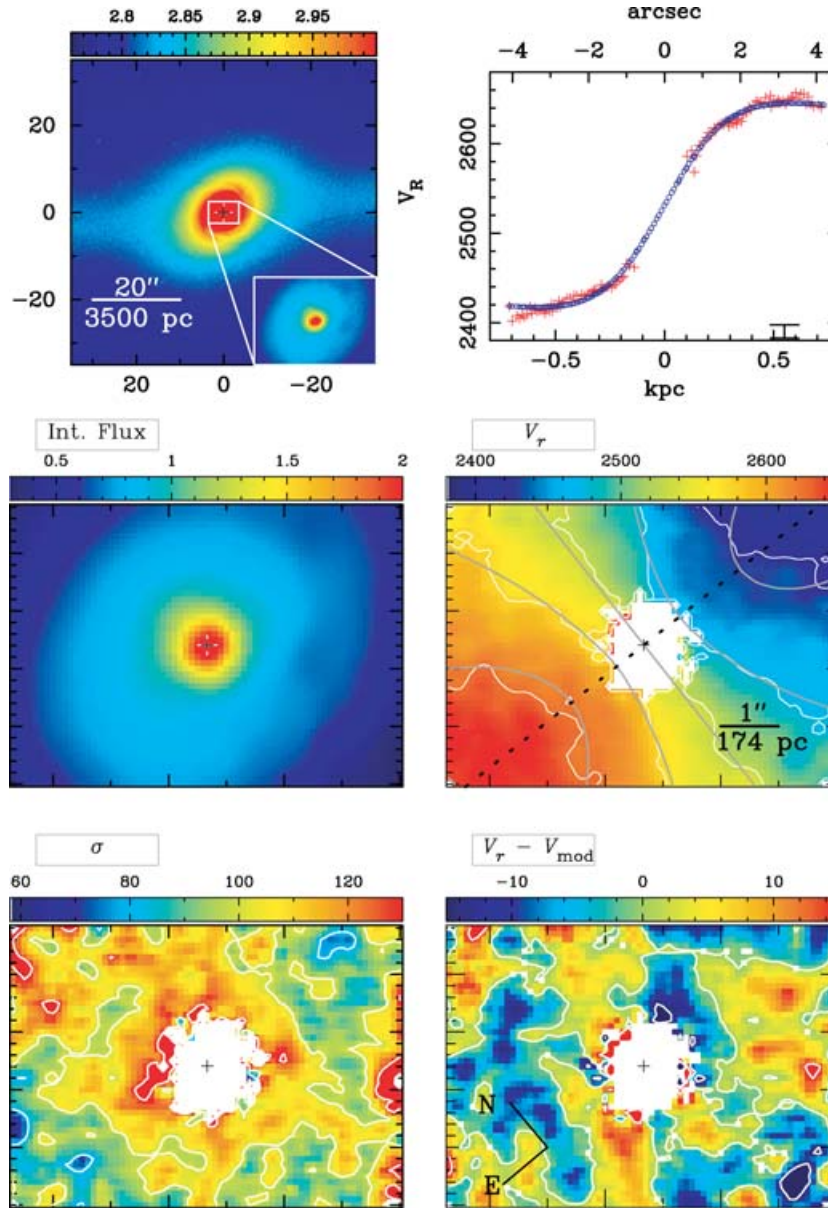 2.8 2.85 2.9 2.95
arcsec
-4 -2 0 2 4
20
0
-20
20"
3500 pc
20 0 -20
V_R
2600
2500
2400
-0.5 0 0.5
kpc
Int. Flux
0.5 1 1.5 2
V_r
2400 2500 2600
1"
174 pc
σ
60 80 100 120
V_r - V_mod
-10 0 10
N
E